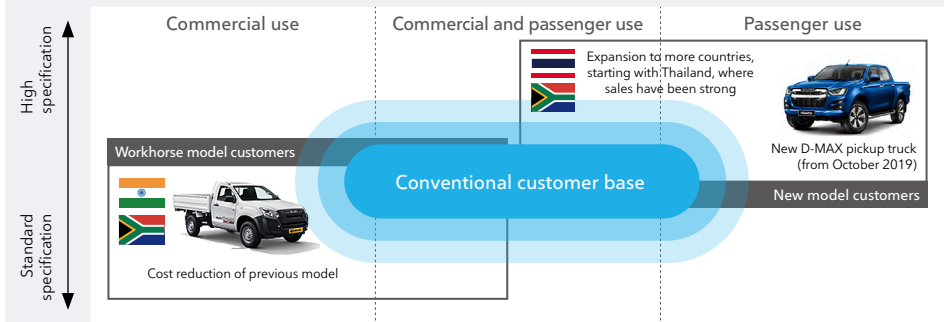 Commercial use
Commercial and passenger use
Passenger use
High
specification
Standard
specification
Expansion to more countries,
starting with Thailand, where
sales have been strong
New D-MAX pickup truck
(from October 2019)
New model customers
Conventional customer base
Workhorse model customers
Cost reduction of previous model